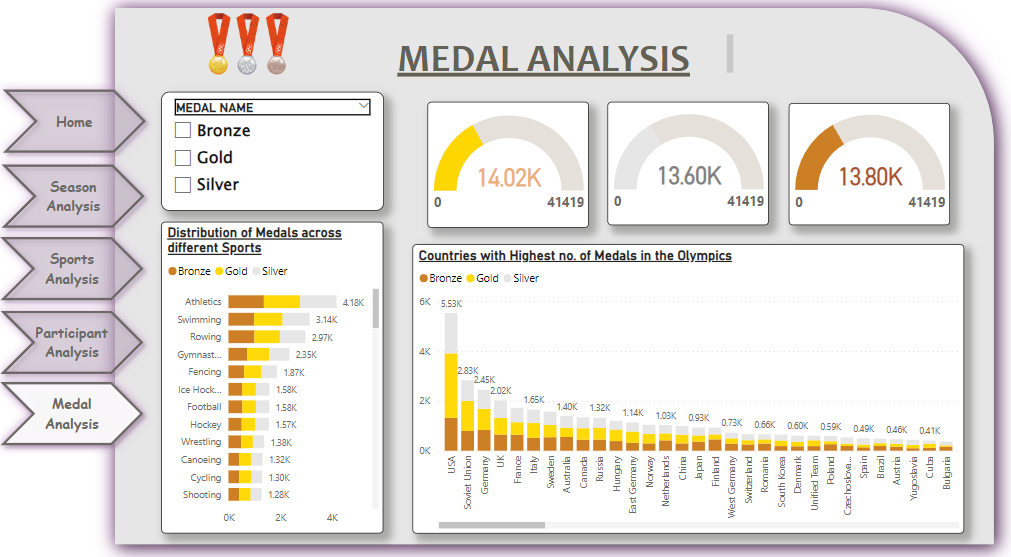 MEDAL ANALYSIS
Home
Season
Analysis
Sports
Analysis
Participant
Analysis
Medal
Analysis
MEDAL NAME
Bronze
Gold
Silver
14.02K
0
41419
13.60K
0
41419
13.80K
0
41419
Distribution of Medals across
different Sports
Bronze Gold Silver
Athletics 4.18K
Swimming 3.14K
Rowing 2.97K
Gymnast... 2.35K
Fencing 1.87K
Ice Hock... 1.58K
Football 1.58K
Hockey 1.57K
Wrestling 1.38K
Canoeing 1.32K
Cycling 1.30K
Shooting 1.28K
0K 2K 4K
Countries with Highest no. of Medals in the Olympics
Bronze Gold Silver
6K
4K
2K
0K
5.53K
2.83K
2.45K
2.02K
1.65K
1.40K
1.32K
1.14K
1.03K
0.93K
0.73K
0.66K
0.60K
0.59K
0.49K
0.46K
0.41K
USA
Soviet Union
Germany
UK
France
Italy
Sweden
Australia
Canada
Russia
Hungary
East Germany
Norway
Netherlands
China
Japan
Finland
West Germany
Switzerland
Romania
South Korea
Denmark
Unified Team
Poland
Czechoslova...
Spain
Brazil
Austria
Yugoslavia
Cuba
Bulgaria